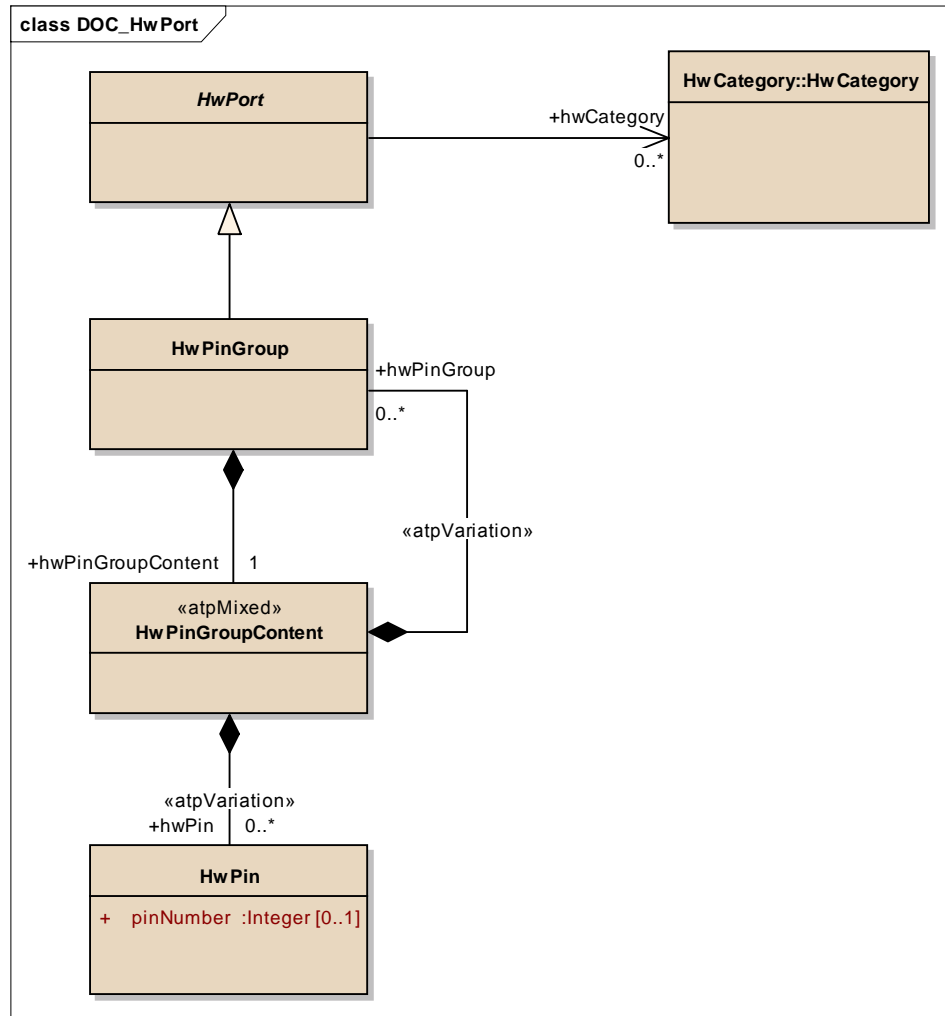 class DOC_HwPort
HwPort
HwCategory::HwCategory
+hwCategory
0..*
HwPinGroup
+hwPinGroup
0..*
«atpVariation»
+hwPinGroupContent 1
«atpMixed»
HwPinGroupContent
«atpVariation»
+hwPin 0..*
HwPin
+ pinNumber :Integer [0..1]